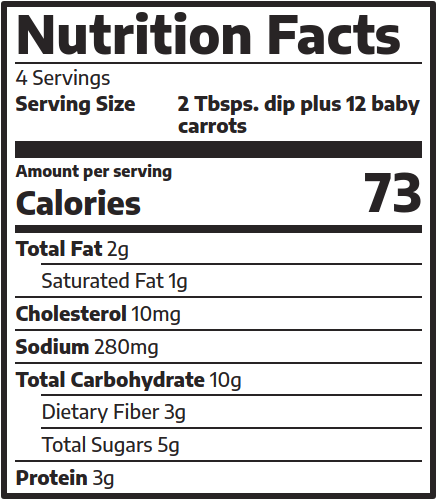 Nutrition Facts
4 Servings
Serving Size 2 Tbsps. dip plus 12 baby
carrots
Amount per serving
Calories 73
Total Fat 2g
Saturated Fat 1g
Cholesterol 10mg
Sodium 280mg
Total Carbohydrate 10g
Dietary Fiber 3g
Total Sugars 5g
Protein 3g